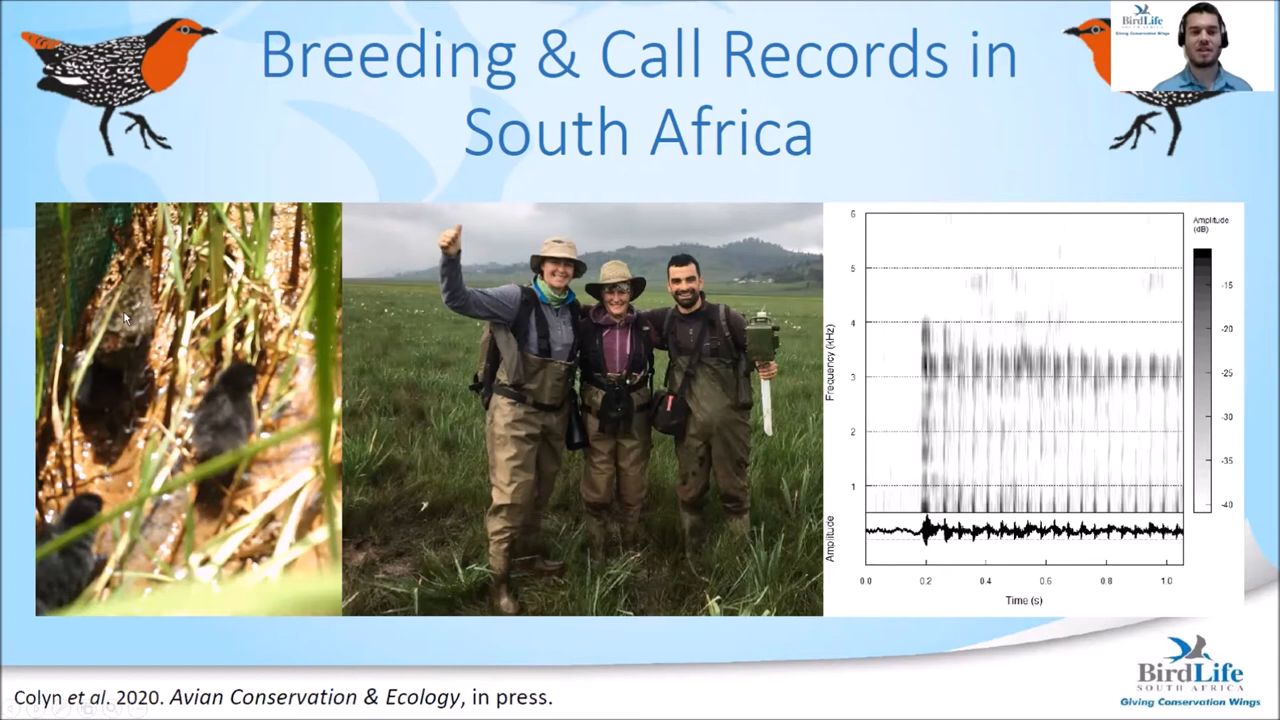 Breeding & Call Records in
South Africa
BirdLife
SOUTH AFRICA
Giving Conservation Wings
Amplitude
(dB)
-15
-20
-25
-30
-35
-40
6
5
4
3
2
1
Frequency (kHz)
Amplitude
0.0 0.2 0.4 0.6 0.8 1.0
Time (s)
Colyn et al. 2020. Avian Conservation & Ecology, in press.
BirdLife
SOUTH AFRICA
Giving Conservation Wings